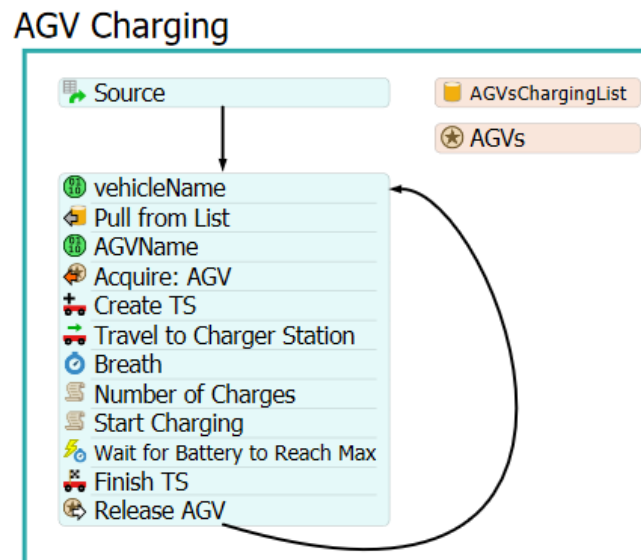 AGV Charging
Source
AGVsChargingList
AGVs
vehicleName
Pull from List
AGVName
Acquire: AGV
Create TS
Travel to Charger Station
Breath
Number of Charges
Start Charging
Wait for Battery to Reach Max
Finish TS
Release AGV